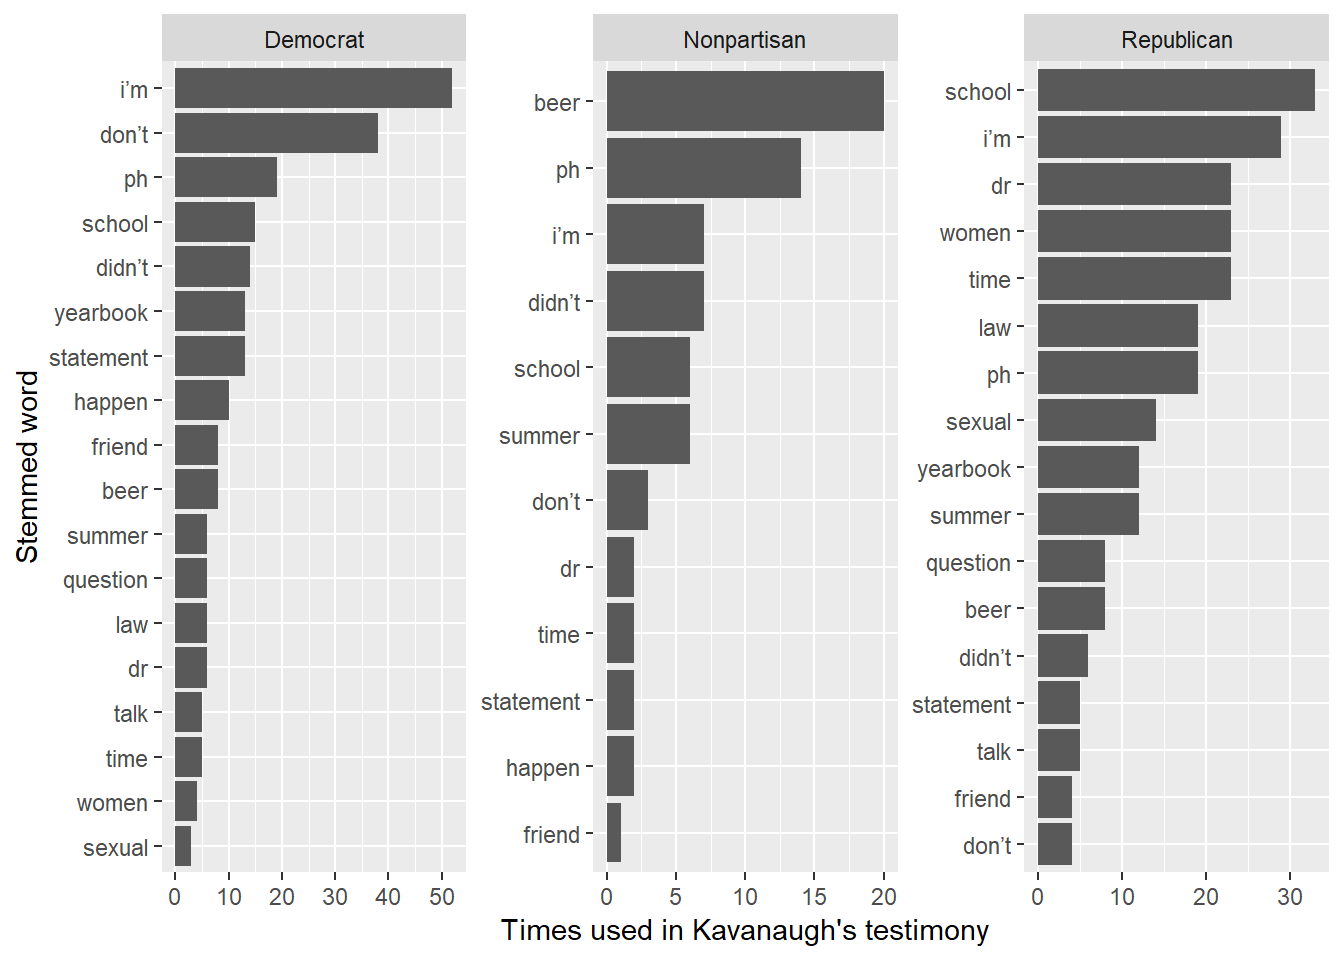 Democrat
Nonpartisan
Republican
Stemmed word
i’m
don’t
ph
school
didn’t
yearbook
statement
happen
friend
beer
summer
question
law
dr
talk
time
women
sexual
0 10 20 30 40 50
beer
ph
i’m
didn’t
school
summer
don’t
dr
time
statement
happen
friend
0 5 10 15 20
school
i’m
dr
women
time
law
ph
sexual
yearbook
summer
question
beer
didn’t
statement
talk
friend
don’t
0 10 20 30
Times used in Kavanaugh's testimony